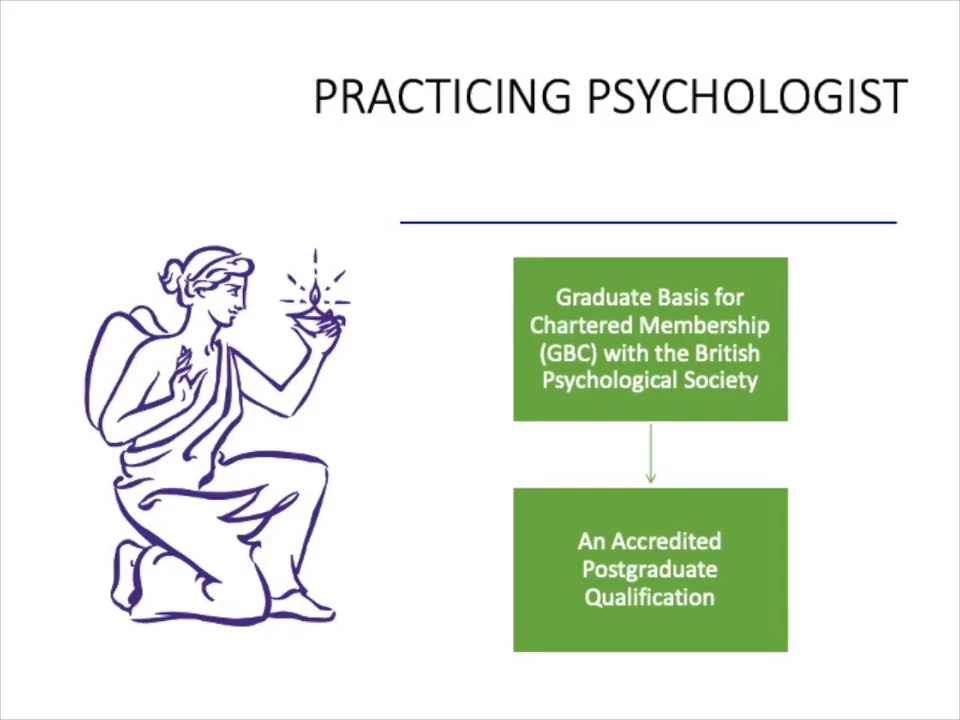 PRACTICING PSYCHOLOGIST
Graduate Basis for
Chartered Membership
(GBC) with the British
Psychological Society
An Accredited
Postgraduate
Qualification